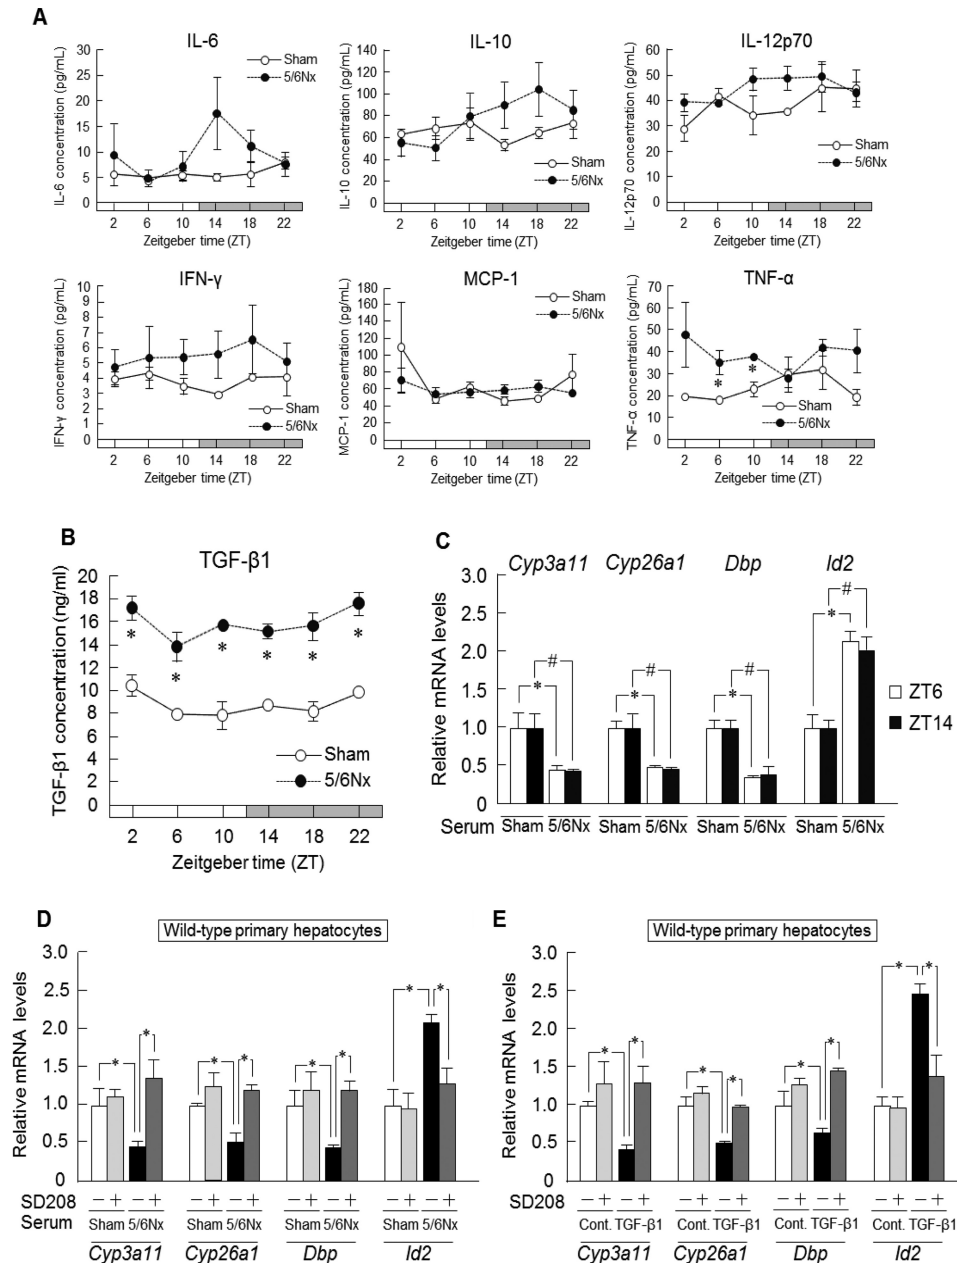 A
IL-6
IL-6 concentration (pg/mL)
35
30
25
20
15
10
5
0
Sham
5/6Nx
2 6 10 14 18 22
Zeitgeber time (ZT)
IL-10
IL-10 concentration (pg/mL)
140
120
100
80
60
40
20
0
Sham
5/6Nx
2 6 10 14 18 22
Zeitgeber time (ZT)
IL-12p70
IL-12p70 concentration (pg/mL)
60
50
40
30
20
10
0
Sham
5/6Nx
2 6 10 14 18 22
Zeitgeber time (ZT)
IFN-γ
IFN-γ concentration (pg/mL)
10
9
8
7
6
5
4
3
2
1
0
Sham
5/6Nx
2 6 10 14 18 22
Zeitgeber time (ZT)
MCP-1
MCP-1 concentration (pg/mL)
180
160
140
120
100
80
60
40
20
0
Sham
5/6Nx
2 6 10 14 18 22
Zeitgeber time (ZT)
TNF-α
TNF-α concentration (pg/mL)
70
60
50
40
30
20
10
0
* *
Sham
5/6Nx
2 6 10 14 18 22
Zeitgeber time (ZT)
B
TGF-β1
TGF-β1 concentration (ng/ml)
20
18
16
14
12
10
8
6
4
2
0
* * * * * *
Sham
5/6Nx
2 6 10 14 18 22
Zeitgeber time (ZT)
C
Cyp3a11 Cyp26a1 Dbp Id2
Relative mRNA levels
3.0
2.5
2.0
1.5
1.0
0.5
0
# # # #
* * * *
ZT6
ZT14
Serum Sham 5/6Nx Sham 5/6Nx Sham 5/6Nx Sham 5/6Nx
D
Wild-type primary hepatocytes
Relative mRNA levels
3.0
2.5
2.0
1.5
1.0
0.5
0
* * * * * * * *
SD208 − + − + − + − + − + − + − + − +
Serum Sham 5/6Nx Sham 5/6Nx Sham 5/6Nx Sham 5/6Nx
Cyp3a11 Cyp26a1 Dbp Id2
E
Wild-type primary hepatocytes
Relative mRNA levels
3.0
2.5
2.0
1.5
1.0
0.5
0
* * * * * * * *
SD208 − + − + − + − + − + − + − + − +
Cont. TGF-β1 Cont. TGF-β1 Cont. TGF-β1 Cont. TGF-β1
Cyp3a11 Cyp26a1 Dbp Id2